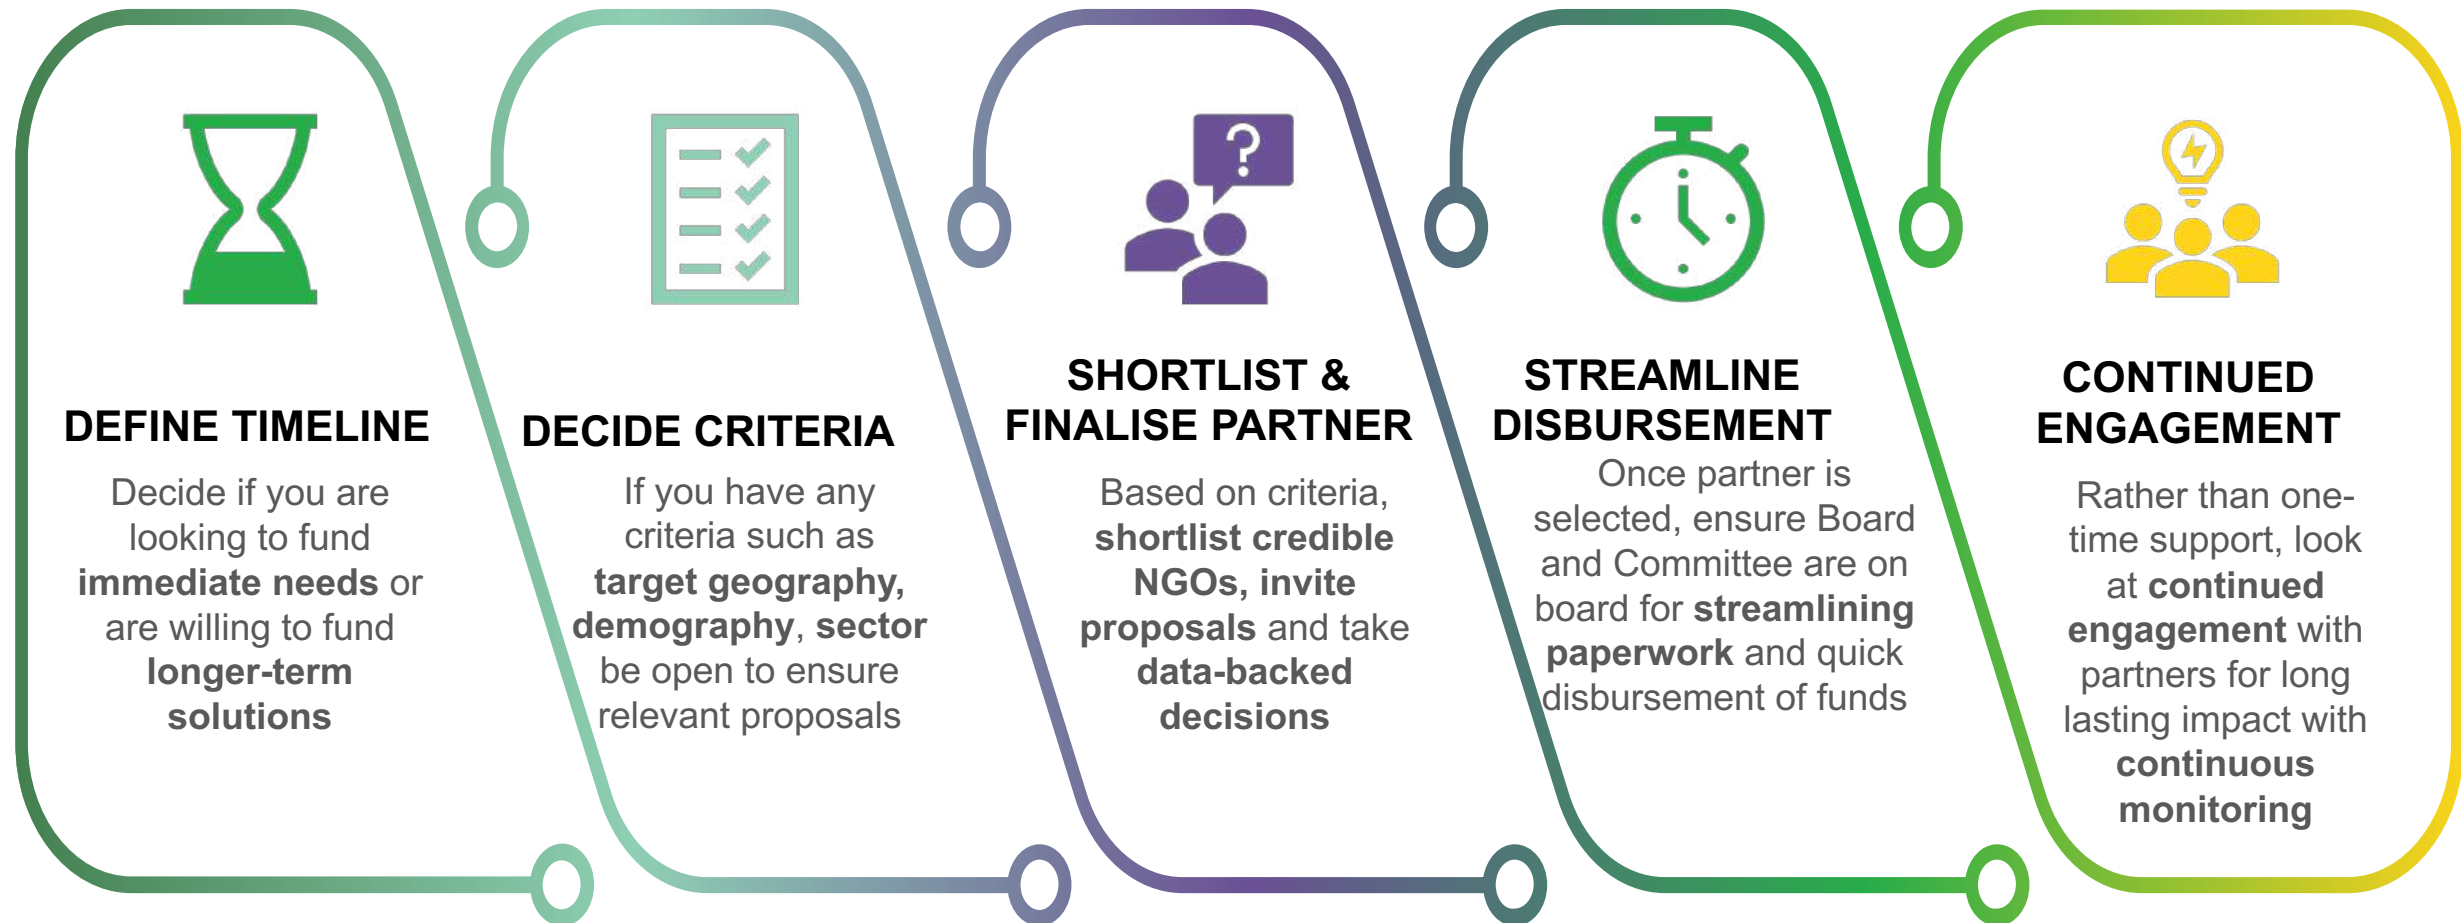 DEFINE TIMELINE
Decide if you are
looking to fund
immediate needs or
are willing to fund
longer-term
solutions
DECIDE CRITERIA
If you have any
criteria such as
target geography,
demography, sector
be open to ensure
relevant proposals
?
SHORTLIST &
FINALISE PARTNER
Based on criteria,
shortlist credible
NGOs, invite
proposals and take
data-backed
decisions
STREAMLINE
DISBURSEMENT
Once partner is
selected, ensure Board
and Committee are on
board for streamlining
paperwork and quick
disbursement of funds
CONTINUED
ENGAGEMENT
Rather than one-
time support, look
at continued
engagement with
partners for long
lasting impact with
continuous
monitoring